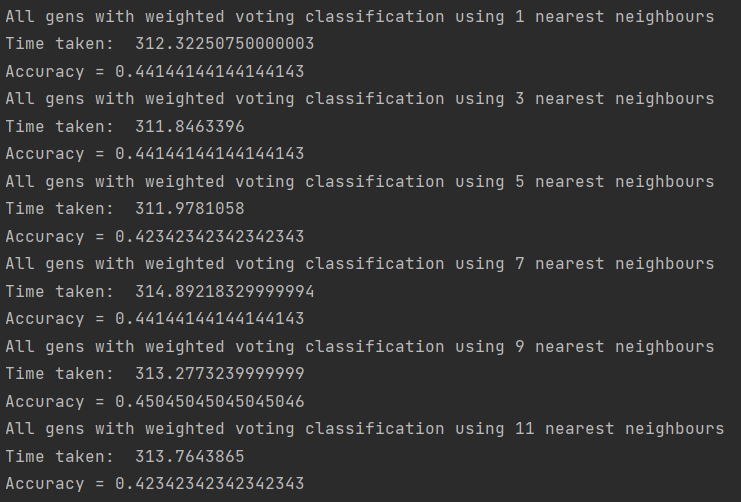 All gens with weighted voting classification using 1 nearest neighbours
Time taken:  312.32250750000003
Accuracy = 0.44144144144144143
All gens with weighted voting classification using 3 nearest neighbours
Time taken:  311.8463396
Accuracy = 0.44144144144144143
All gens with weighted voting classification using 5 nearest neighbours
Time taken:  311.9781058
Accuracy = 0.42342342342342343
All gens with weighted voting classification using 7 nearest neighbours
Time taken:  314.89218329999994
Accuracy = 0.44144144144144143
All gens with weighted voting classification using 9 nearest neighbours
Time taken:  313.2773239999999
Accuracy = 0.45045045045045046
All gens with weighted voting classification using 11 nearest neighbours
Time taken:  313.7643865
Accuracy = 0.42342342342342343